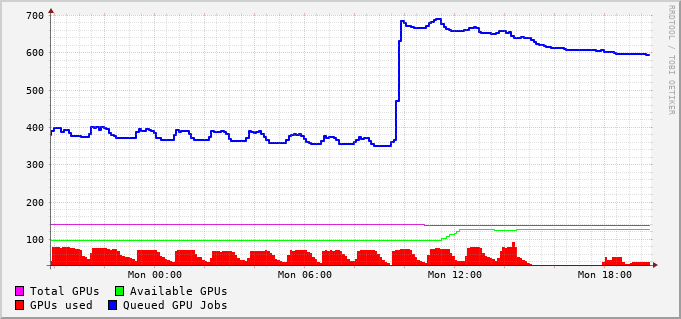 700
600
500
400
300
200
100
Mon 00:00
Mon 06:00
Mon 12:00
Mon 18:00
Total GPUs
Available GPUs
GPUs used
Queued GPU Jobs
RRDTOOL / TOBI OETIKER